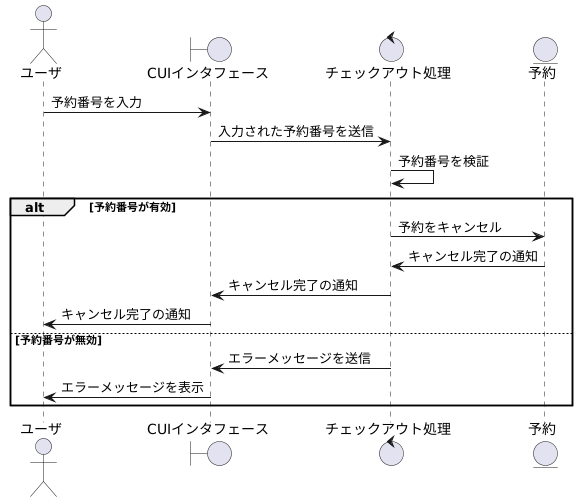 ユーザ
CUIインタフェース
チェックアウト処理
予約
予約番号を入力
入力された予約番号を送信
予約番号を検証
alt
[予約番号が有効]
予約をキャンセル
キャンセル完了の通知
キャンセル完了の通知
キャンセル完了の通知
[予約番号が無効]
エラーメッセージを送信
エラーメッセージを表示
ユーザ
CUIインタフェース
チェックアウト処理
予約